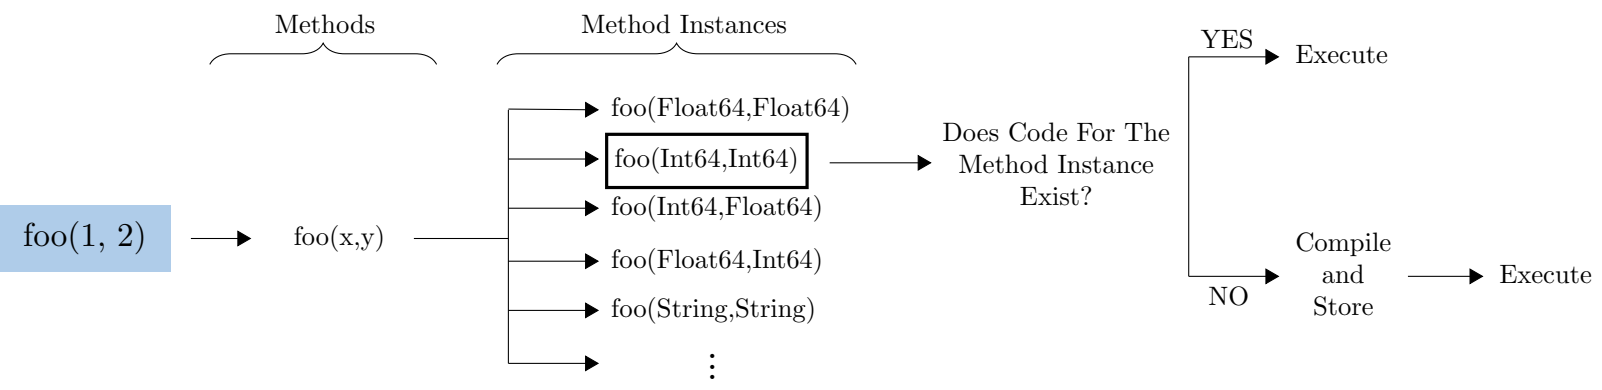 Methods
Method Instances
foo(1, 2)
foo(x,y)
foo(Float64,Float64)
foo(Int64,Int64)
foo(Int64,Float64)
foo(Float64,Int64)
foo(String,String)
⋮
Does Code For The
Method Instance
Exist?
YES
Execute
NO
Compile
and
Store
Execute